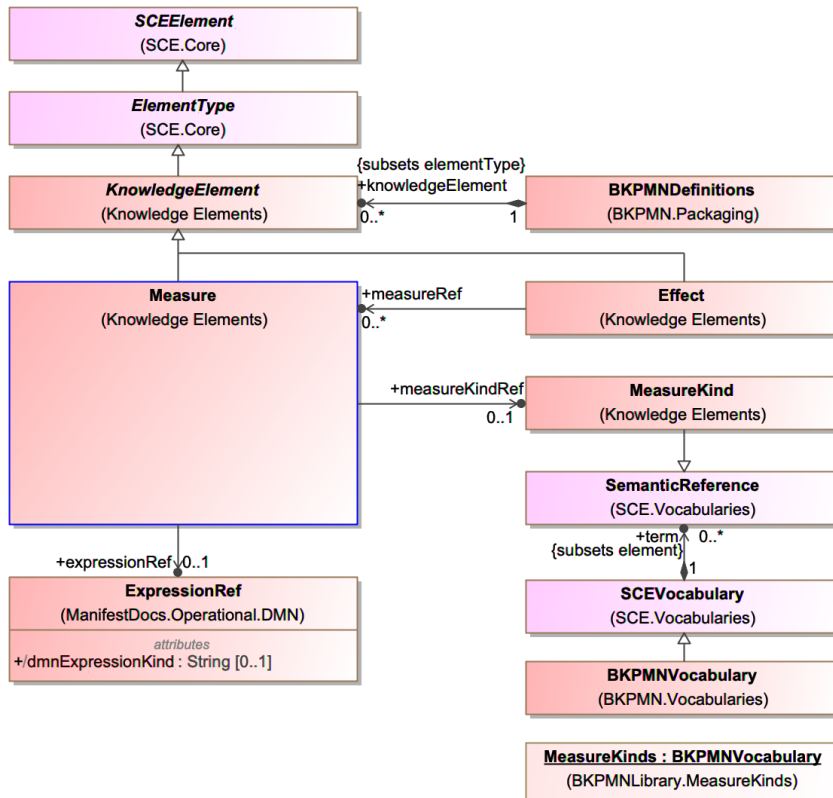 SCEElement
(SCE.Core)
ElementType
(SCE.Core)
{subsets elementType}
KnowledgeElement
(Knowledge Elements)
+knowledgeElement
0..*
1
BKPMNDefinitions
(BKPMN.Packaging)
Measure
(Knowledge Elements)
+measureRef
0..*
Effect
(Knowledge Elements)
+measureKindRef
0..1
MeasureKind
(Knowledge Elements)
SemanticReference
(SCE.Vocabularies)
+term
0..*
{subsets element}
1
+expressionRef
0..1
ExpressionRef
(ManifestDocs.Operational.DMN)
attributes
+/dmnExpressionKind : String [0..1]
SCEVocabulary
(SCE.Vocabularies)
BKPMNVocabulary
(BKPMN.Vocabularies)
MeasureKinds : BKPMNVocabulary
(BKPMNLibrary.MeasureKinds)